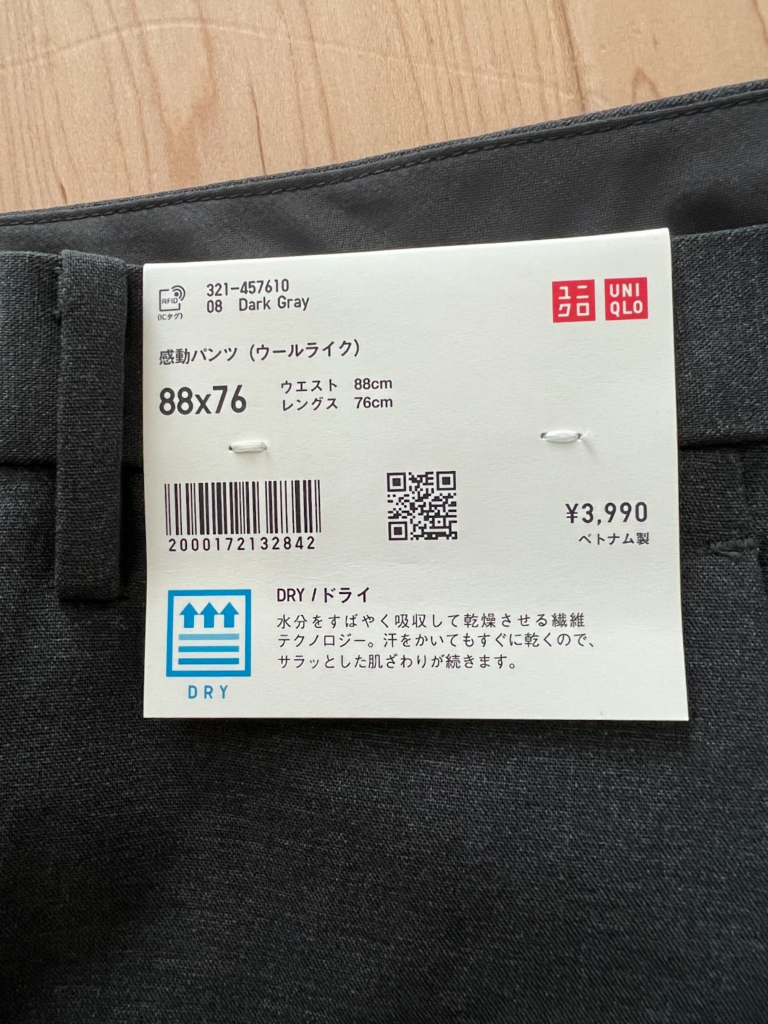 RFID
(ICタグ)
321-457610
08 Dark Gray
ユニクロ
UNIQLO
感動パンツ (ウールライク)
88x76
ウエスト 88cm
レングス 76cm
2000172132842
¥3,990
ベトナム製
DRY
DRY / ドライ
水分をすばやく吸収して乾燥させる繊維
テクノロジー。汗をかいてもすぐに乾くので、
サラッとした肌ざわりが続きます。